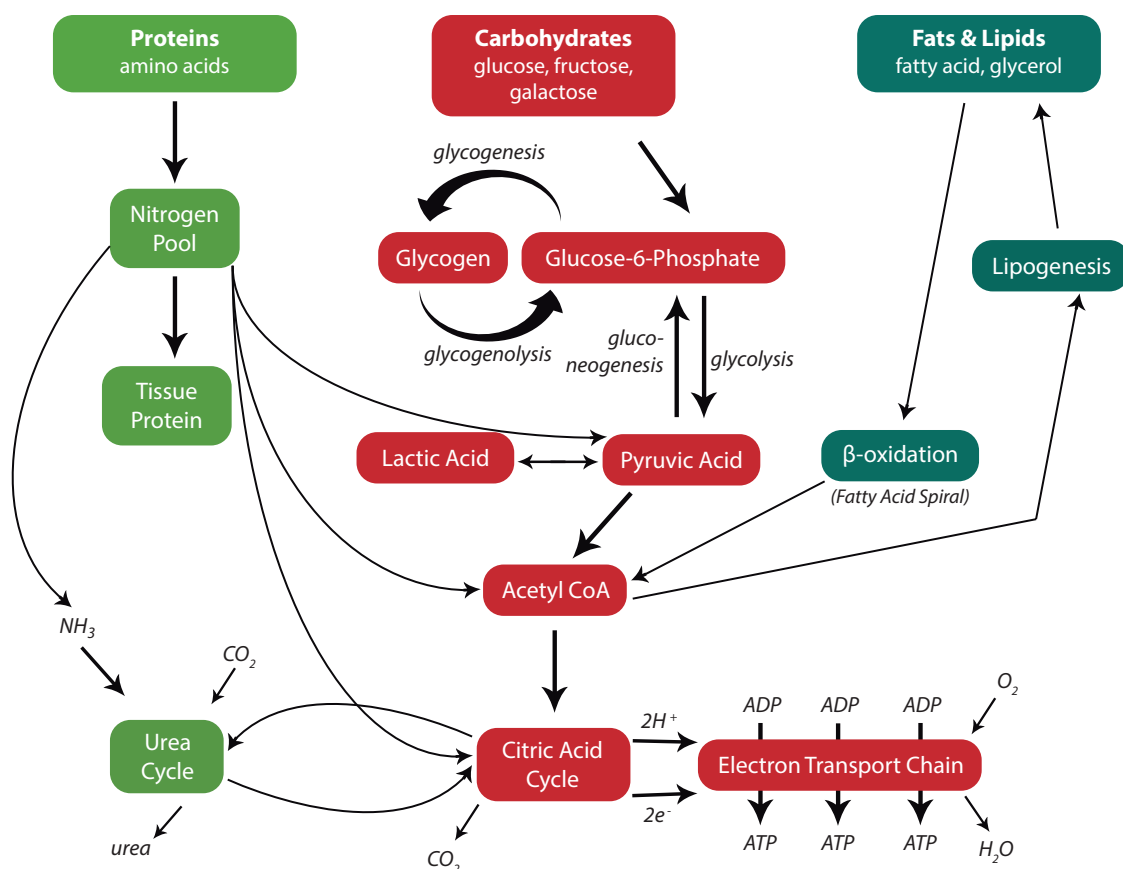 Proteins
amino acids
Carbohydrates
glucose, fructose,
galactose
Fats & Lipids
fatty acid, glycerol
glycogenesis
Nitrogen
Pool
Glycogen
Glucose-6-Phosphate
Lipogenesis
glycogenolysis
gluco-
neogenesis
glycolysis
Tissue
Protein
Lactic Acid
Pyruvic Acid
β-oxidation
(Fatty Acid Spiral)
Acetyl CoA
NH₃
CO₂
O₂
ADP
ADP
ADP
2H⁺
Urea
Cycle
Citric Acid
Cycle
Electron Transport Chain
2e⁻
urea
CO₂
ATP
ATP
ATP
H₂O